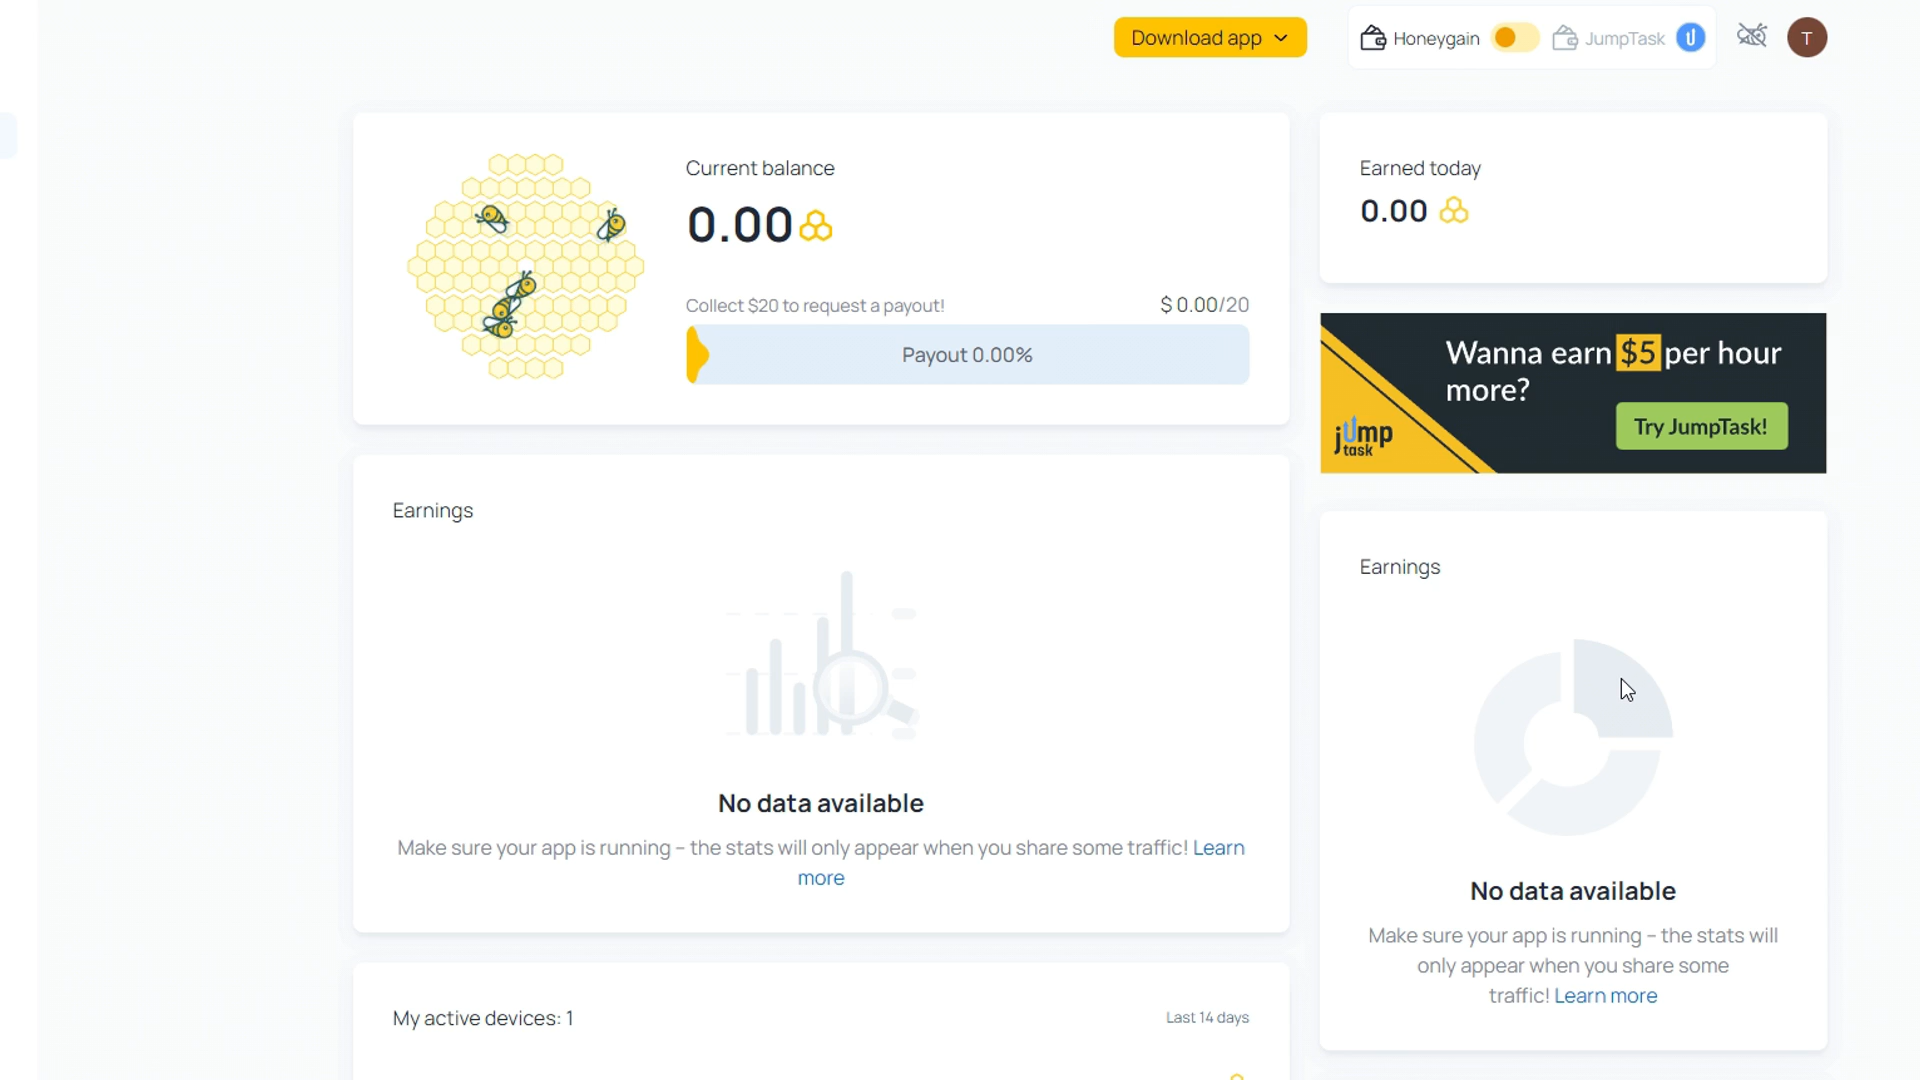 Download app
Honeygain
JumpTask
T
Current balance
0.00
Collect $20 to request a payout!
$ 0.00/20
Payout 0.00%
Earned today
0.00
Wanna earn $5 per hour
more?
Try JumpTask!
jUmp
task
Earnings
No data available
Make sure your app is running – the stats will only appear when you share some traffic! Learn
more
Earnings
No data available
Make sure your app is running – the stats will
only appear when you share some
traffic! Learn more
My active devices: 1
Last 14 days